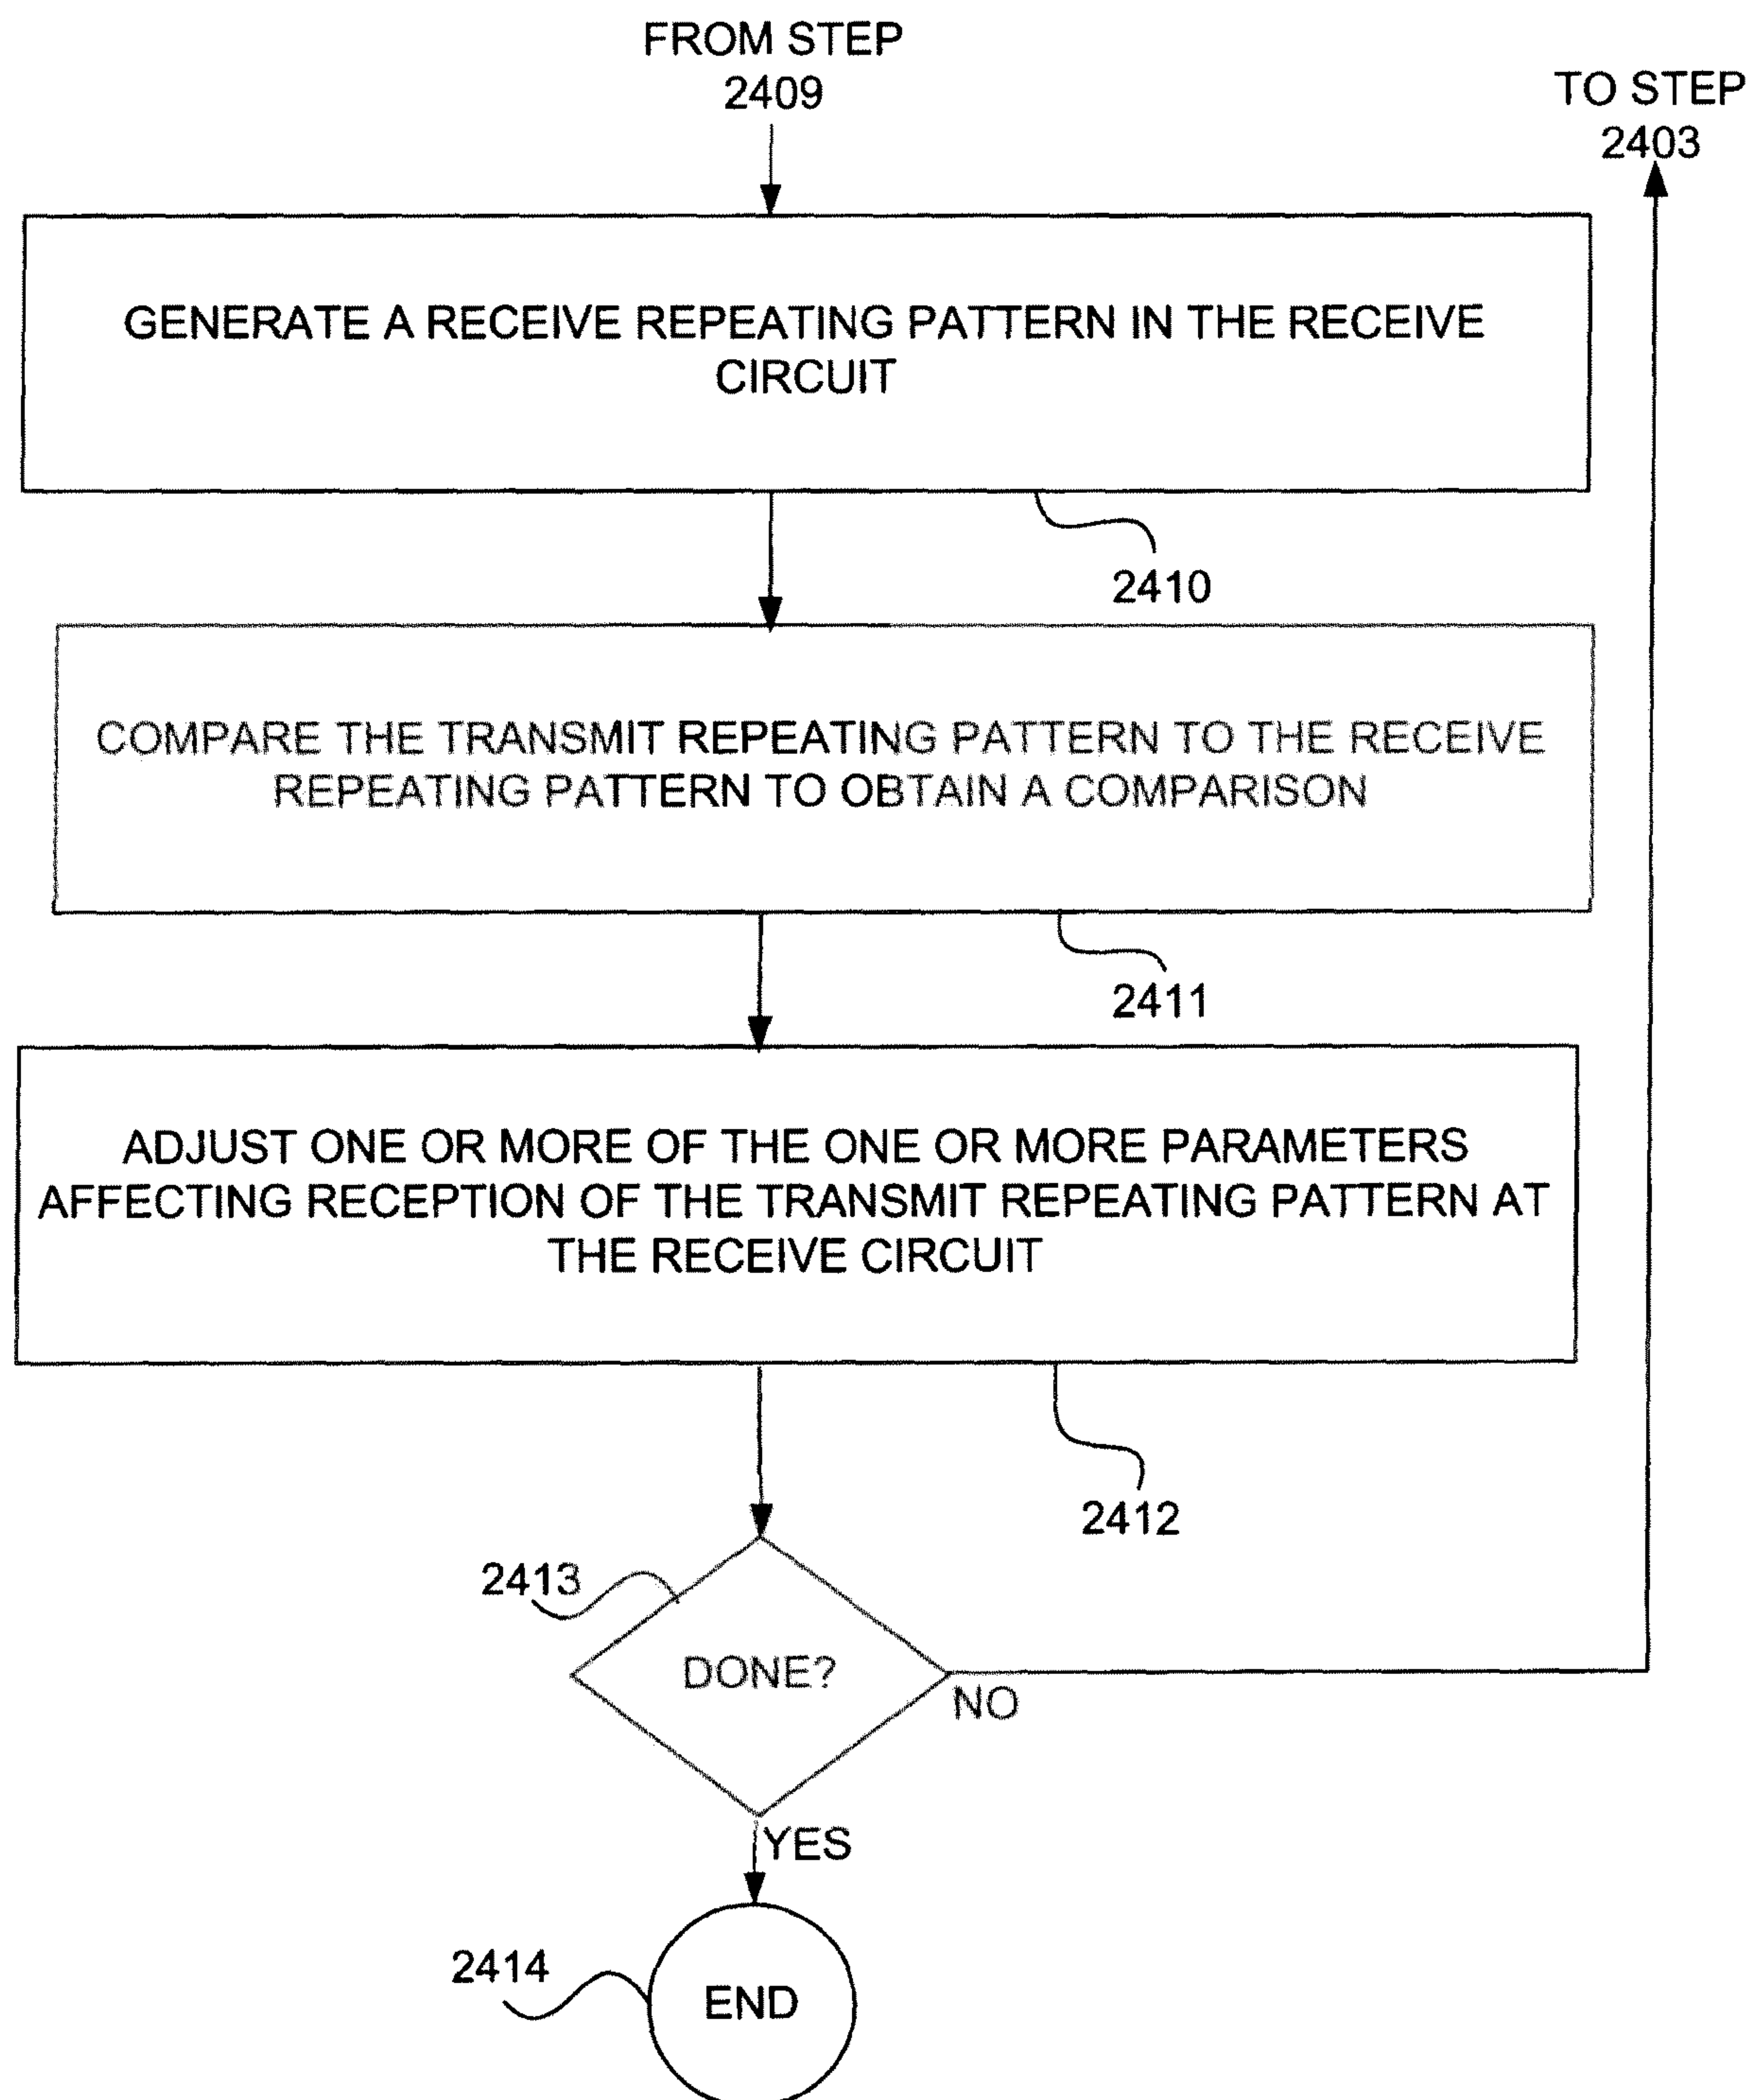 FROM STEP
2409
TO STEP
2403
GENERATE A RECEIVE REPEATING PATTERN IN THE RECEIVE
CIRCUIT
2410
COMPARE THE TRANSMIT REPEATING PATTERN TO THE RECEIVE
REPEATING PATTERN TO OBTAIN A COMPARISON
2411
ADJUST ONE OR MORE OF THE ONE OR MORE PARAMETERS
AFFECTING RECEPTION OF THE TRANSMIT REPEATING PATTERN AT
THE RECEIVE CIRCUIT
2412
2413
DONE?
NO
YES
2414
END